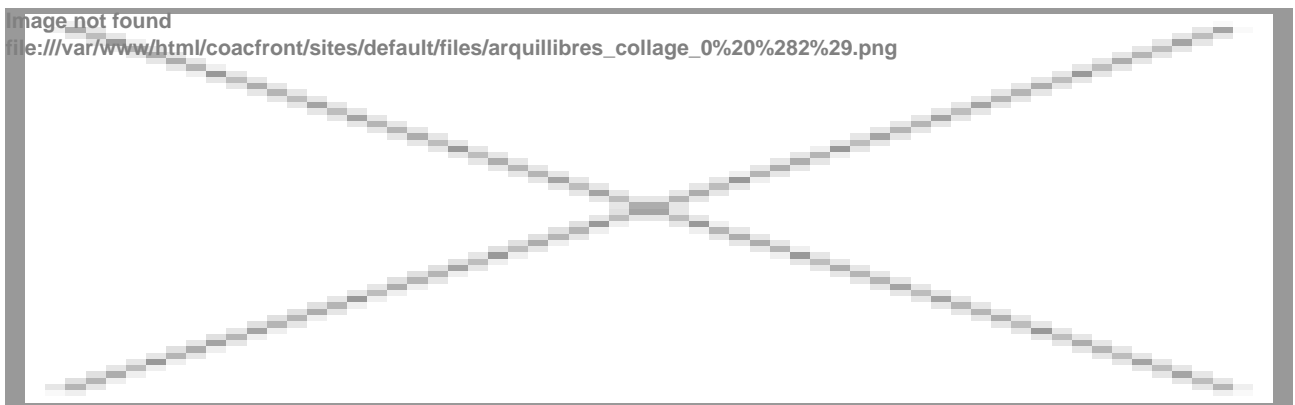 Image not found
file:///var/www/html/coacfront/sites/default/files/arquillibres_collage_0%20%282%29.png